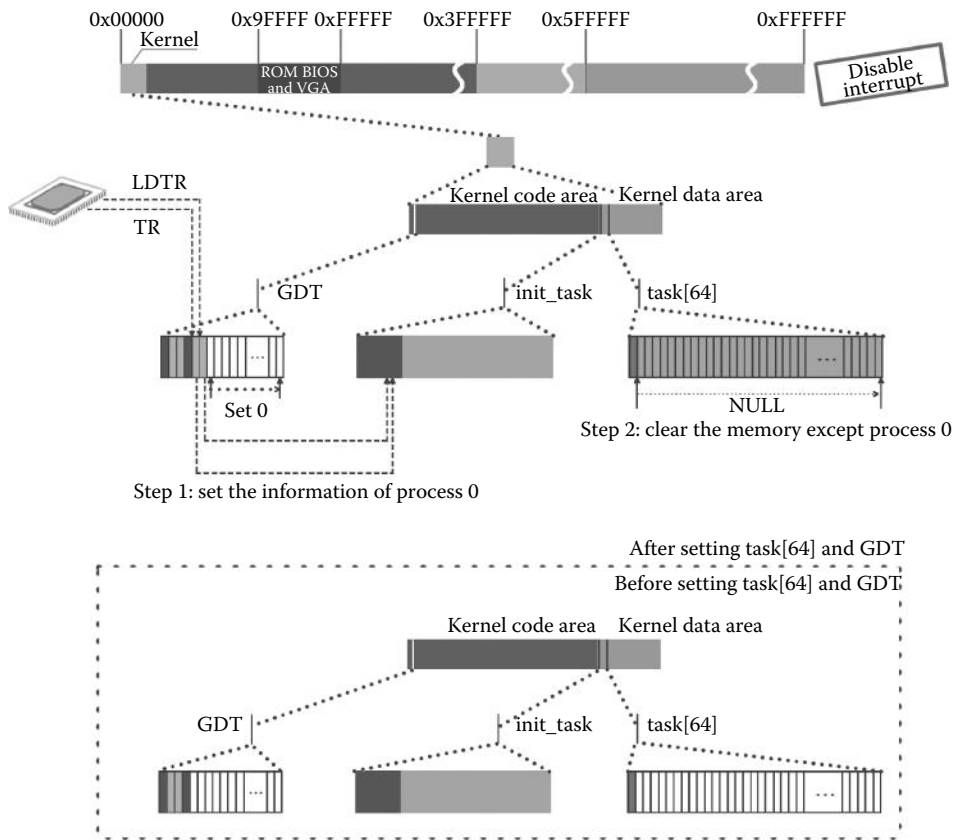 0x00000 0x9FFFF 0xFFFFF 0x3FFFFF 0x5FFFFF 0xFFFFFF
Kernel
ROM BIOS
and VGA
Disable
interrupt
LDTR
TR
Kernel code area Kernel data area
GDT
init_task
task[64]
...
...
Set 0
NULL
Step 2: clear the memory except process 0
Step 1: set the information of process 0
After setting task[64] and GDT
Before setting task[64] and GDT
Kernel code area Kernel data area
GDT
init_task
task[64]
...
...